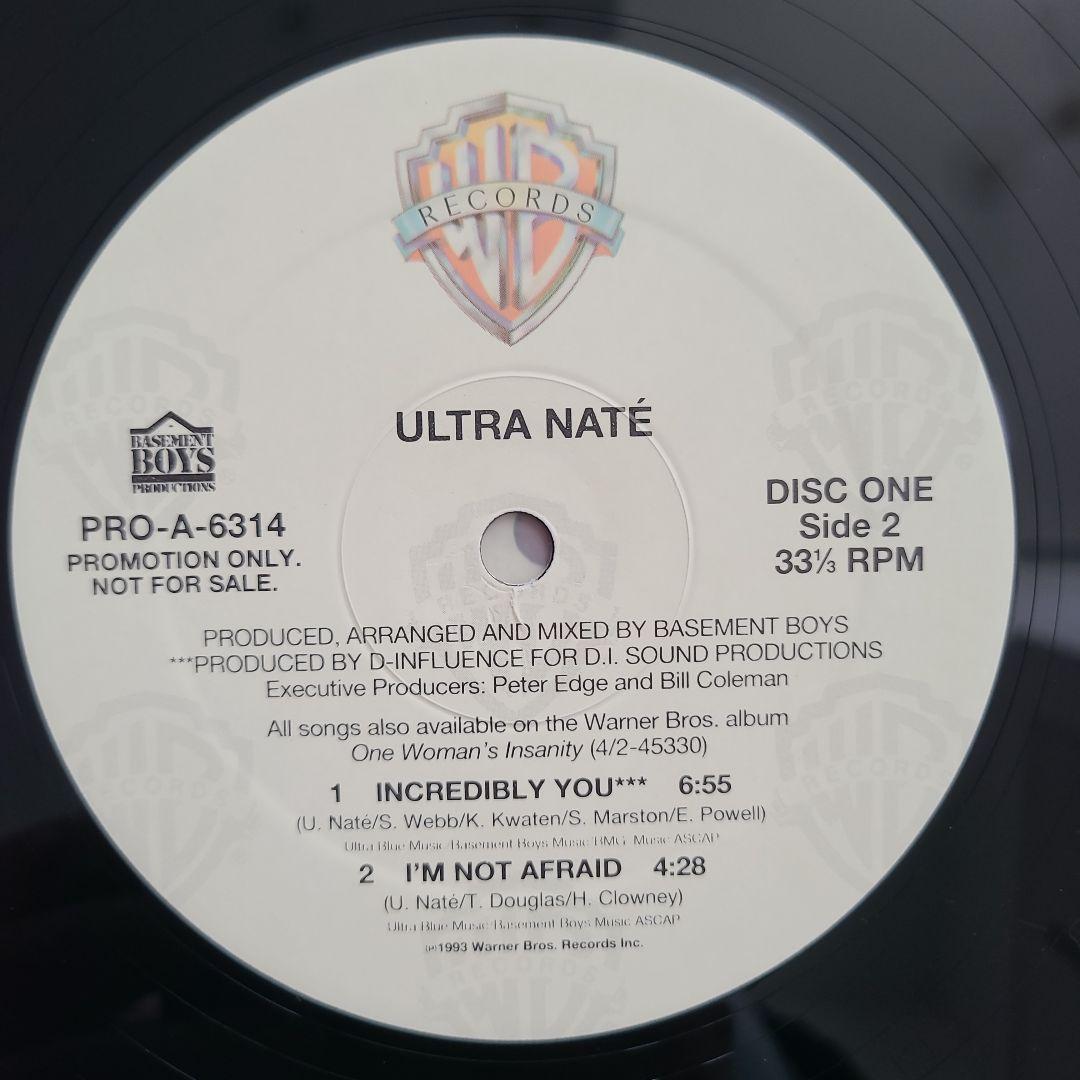 WB
RECORDS
ULTRA NATÉ
BASEMENT
BOYS
PRODUCTIONS
PRO-A-6314
PROMOTION ONLY.
NOT FOR SALE.
DISC ONE
Side 2
33⅓ RPM
PRODUCED, ARRANGED AND MIXED BY BASEMENT BOYS
***PRODUCED BY D-INFLUENCE FOR D.I. SOUND PRODUCTIONS
Executive Producers: Peter Edge and Bill Coleman
All songs also available on the Warner Bros. album
One Woman's Insanity (4/2-45330)
1 INCREDIBLY YOU*** 6:55
(U. Naté/S. Webb/K. Kwaten/S. Marston/E. Powell)
Ultra Blue Music/Basement Boys Music/BMG Music ASCAP
2 I'M NOT AFRAID 4:28
(U. Naté/T. Douglas/H. Clowney)
Ultra Blue Music/Basement Boys Music ASCAP
℗1993 Warner Bros. Records Inc.